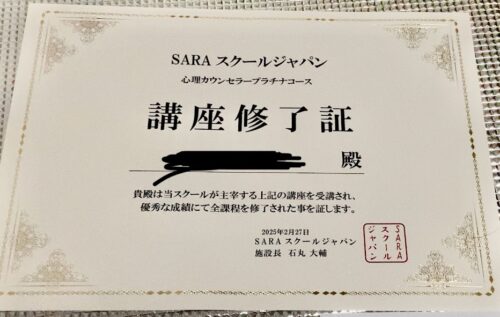 SARA スクールジャパン
心理カウンセラープラチナコース
講座修了証
殿
貴殿は当スクールが主宰する上記の講座を受講され、
優秀な成績にて全課程を修了された事を証します。
2025年2月27日
SARA スクールジャパン
施設長 石丸 大輔
SARA
スクール
ジャパン